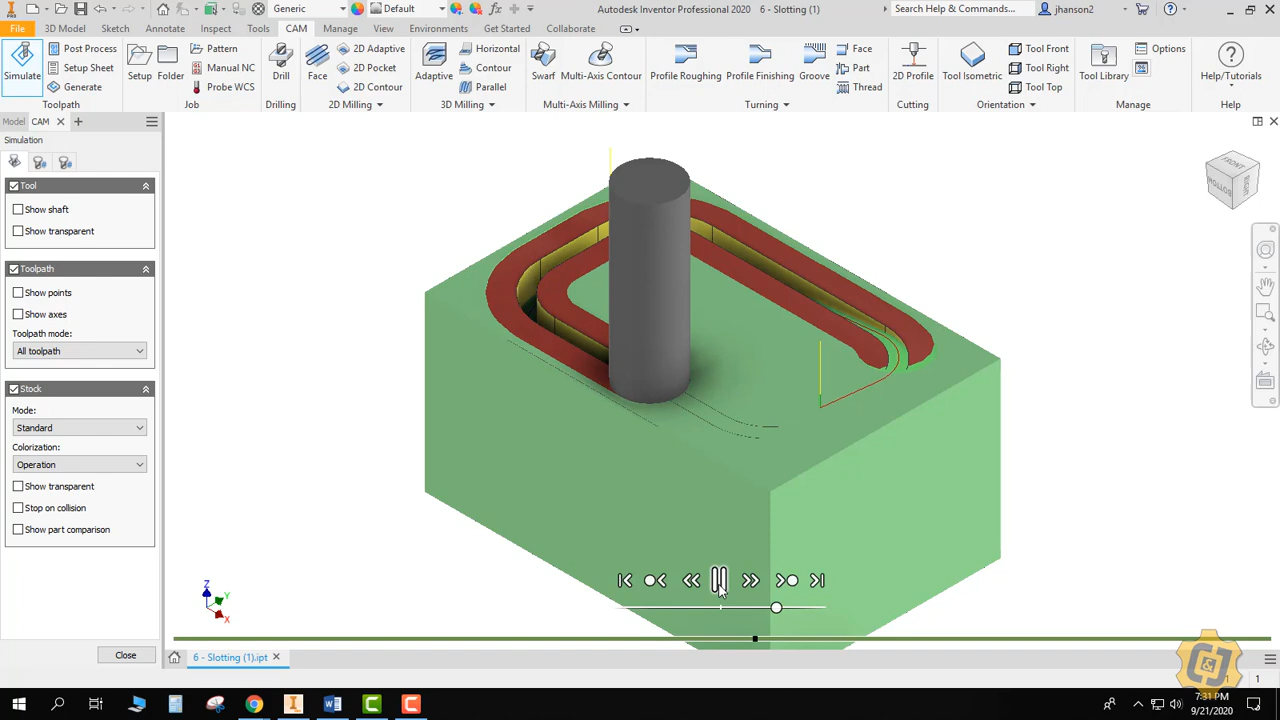 Generic
Default
Autodesk Inventor Professional 2020   6 - Slotting (1)
Search Help & Commands...
jhanson2
PRO
File
3D Model
Sketch
Annotate
Inspect
Tools
CAM
Manage
View
Environments
Get Started
Collaborate
Simulate
Post Process
Setup Sheet
Generate
Toolpath
Setup
Folder
Pattern
Manual NC
Probe WCS
Job
Drill
Drilling
Face
2D Adaptive
2D Pocket
2D Contour
2D Milling
Adaptive
Horizontal
Contour
Parallel
3D Milling
Swarf
Multi-Axis Contour
Multi-Axis Milling
Profile Roughing
Profile Finishing
Groove
Face
Part
Thread
Turning
2D Profile
Cutting
Tool Isometric
Tool Front
Tool Right
Tool Top
Orientation
Tool Library
Options
Manage
Help/Tutorials
Help
Model
CAM
Simulation
Tool
Show shaft
Show transparent
Toolpath
Show points
Show axes
Toolpath mode:
All toolpath
Stock
Mode:
Standard
Colorization:
Operation
Show transparent
Stop on collision
Show part comparison
Close
FRONT
RIGHT
BOTTOM
Z
Y
X
6 - Slotting (1).ipt
C&J
1
7:31 PM
9/21/2020